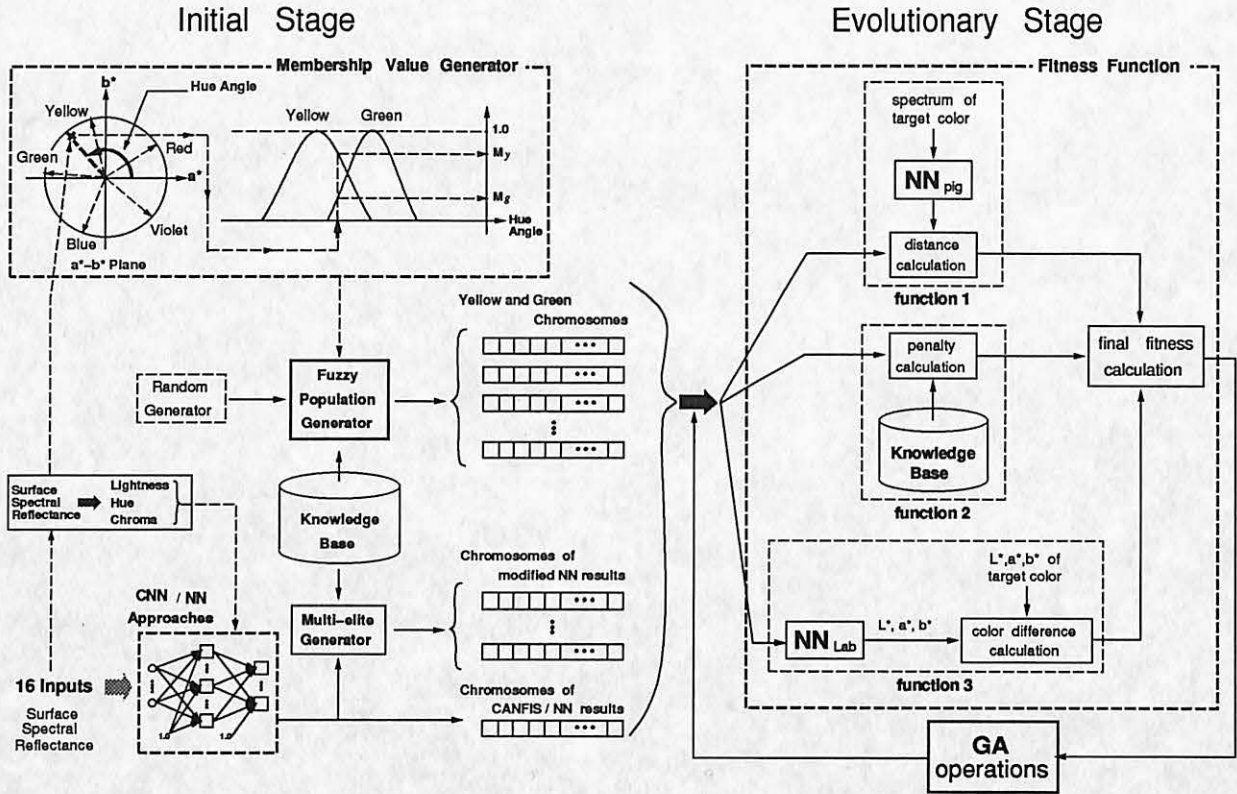 Initial Stage
Evolutionary Stage
Membership Value Generator
b*
Hue Angle
Yellow
Red
Green
a*
Blue
Violet
a*-b* Plane
Yellow
Green
1.0
My
Mg
Hue
Angle
Fitness Function
spectrum of
target color
NN pig
distance
calculation
function 1
penalty
calculation
Knowledge
Base
function 2
final fitness
calculation
L*,a*,b* of
target color
NN Lab
L*, a*, b*
color difference
calculation
function 3
GA
operations
Yellow and Green
Chromosomes
Random
Generator
Fuzzy
Population
Generator
Surface
Spectral
Reflectance
Lightness
Hue
Chroma
Knowledge
Base
Chromosomes of
modified NN results
CNN / NN
Approaches
Multi-elite
Generator
16 Inputs
Surface
Spectral
Reflectance
1.0
1.0
Chromosomes of
CANFIS / NN results